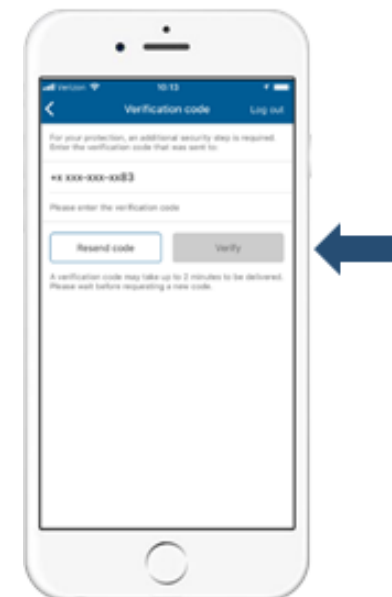 Verizon 10:13
Verification code Log out
For your protection, an additional security step is required.
Enter the verification code that was sent to:
+x xxx-xxx-xx83
Please enter the verification code
Resend code Verify
A verification code may take up to 2 minutes to be delivered.
Please wait before requesting a new code.